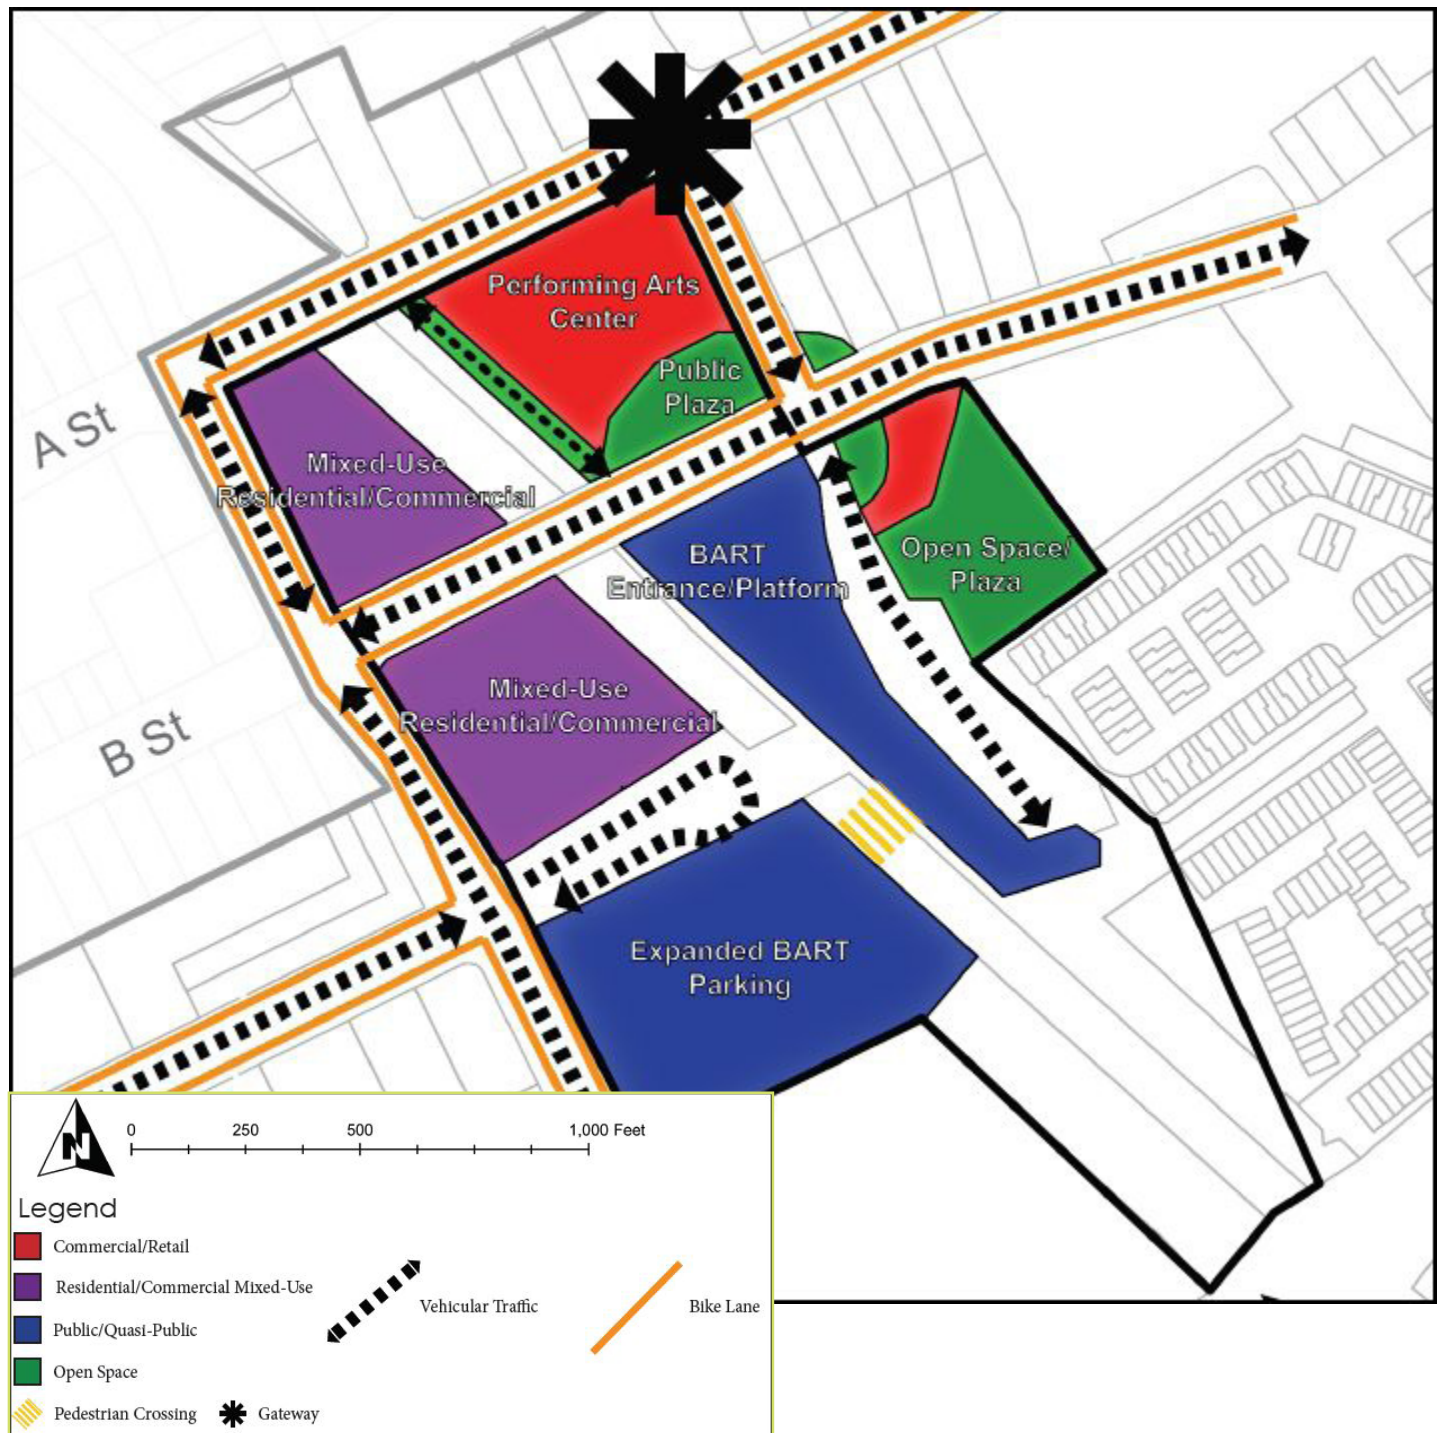 Performing Arts
Center
Public
Plaza
A St
Mixed-Use
Residential/Commercial
BART
Entrance/Platform
Open Space/
Plaza
B St
Mixed-Use
Residential/Commercial
Expanded BART
Parking
N
0 250 500 1,000 Feet
Legend
Commercial/Retail
Residential/Commercial Mixed-Use
Public/Quasi-Public
Open Space
Pedestrian Crossing
Gateway
Vehicular Traffic
Bike Lane